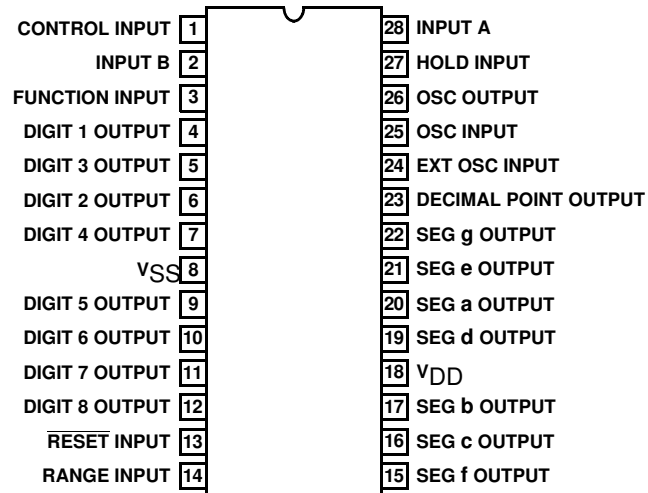 CONTROL INPUT 1 28 INPUT A
INPUT B 2 27 HOLD INPUT
FUNCTION INPUT 3 26 OSC OUTPUT
DIGIT 1 OUTPUT 4 25 OSC INPUT
DIGIT 3 OUTPUT 5 24 EXT OSC INPUT
DIGIT 2 OUTPUT 6 23 DECIMAL POINT OUTPUT
DIGIT 4 OUTPUT 7 22 SEG g OUTPUT
VSS 8 21 SEG e OUTPUT
DIGIT 5 OUTPUT 9 20 SEG a OUTPUT
DIGIT 6 OUTPUT 10 19 SEG d OUTPUT
DIGIT 7 OUTPUT 11 18 VDD
DIGIT 8 OUTPUT 12 17 SEG b OUTPUT
RESET INPUT 13 16 SEG c OUTPUT
RANGE INPUT 14 15 SEG f OUTPUT